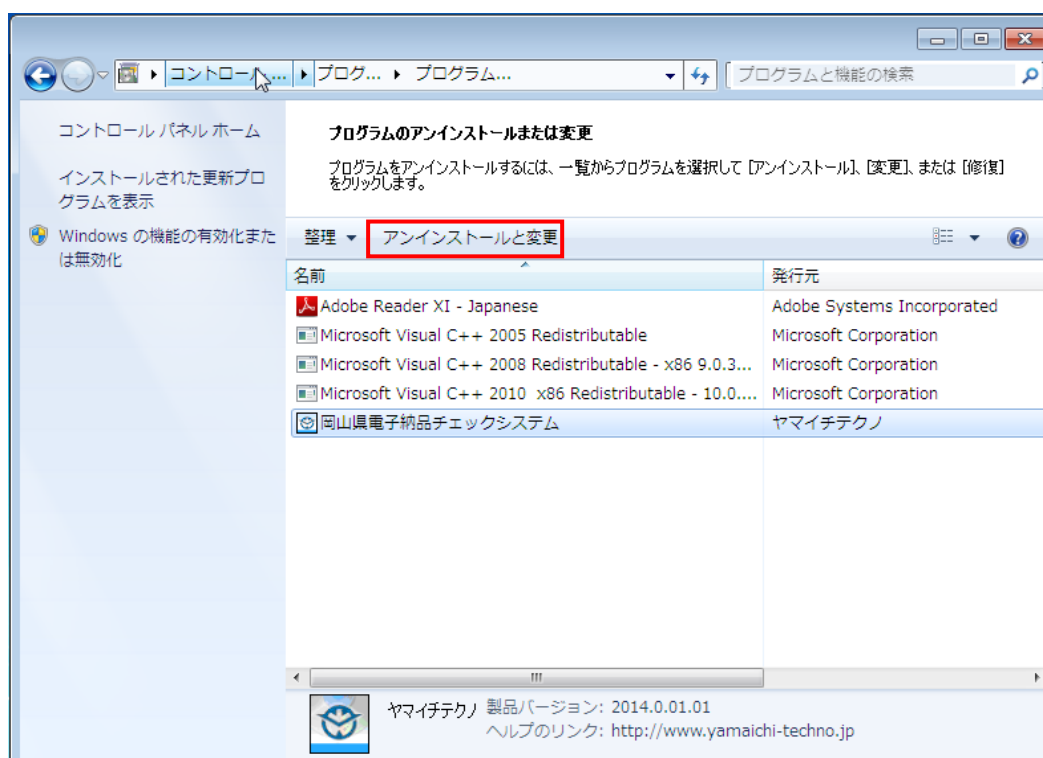 コントロール...
プログ...
プログラム...
プログラムと機能の検索
コントロール パネル ホーム
インストールされた更新プロ
グラムを表示
Windows の機能の有効化また
は無効化
プログラムのアンインストールまたは変更
プログラムをアンインストールするには、一覧からプログラムを選択して [アンインストール]、[変更]、または [修復]
をクリックします。
整理 アンインストールと変更
名前 発行元
Adobe Reader XI - Japanese Adobe Systems Incorporated
Microsoft Visual C++ 2005 Redistributable Microsoft Corporation
Microsoft Visual C++ 2008 Redistributable - x86 9.0.3... Microsoft Corporation
Microsoft Visual C++ 2010 x86 Redistributable - 10.0.... Microsoft Corporation
岡山県電子納品チェックシステム ヤマイチテクノ
ヤマイチテクノ 製品バージョン: 2014.0.01.01
ヘルプのリンク: http://www.yamaichi-techno.jp